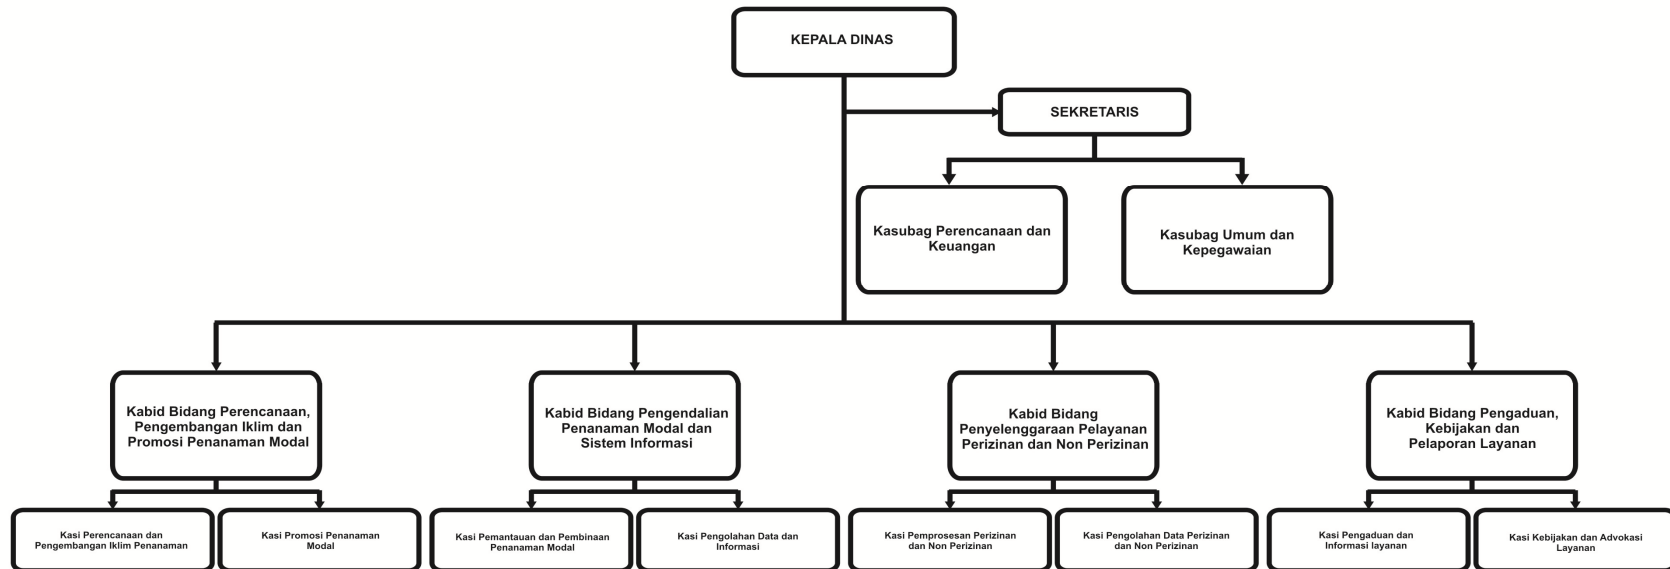 KEPALA DINAS
SEKRETARIS
Kasubag Perencanaan dan
Keuangan
Kasubag Umum dan
Kepegawaian
Kabid Bidang Perencanaan,
Pengembangan Iklim dan
Promosi Penanaman Modal
Kabid Bidang Pengendalian
Penanaman Modal dan
Sistem Informasi
Kabid Bidang
Penyelenggaraan Pelayanan
Perizinan dan Non Perizinan
Kabid Bidang Pengaduan,
Kebijakan dan
Pelaporan Layanan
Kasi Perencanaan dan
Pengembangan Iklim Penanaman
Kasi Promosi Penanaman
Modal
Kasi Pemantauan dan Pembinaan
Penanaman Modal
Kasi Pengolahan Data dan
Informasi
Kasi Pemprosesan Perizinan
dan Non Perizinan
Kasi Pengolahan Data Perizinan
dan Non Perizinan
Kasi Pengaduan dan
Informasi layanan
Kasi Kebijakan dan Advokasi
Layanan